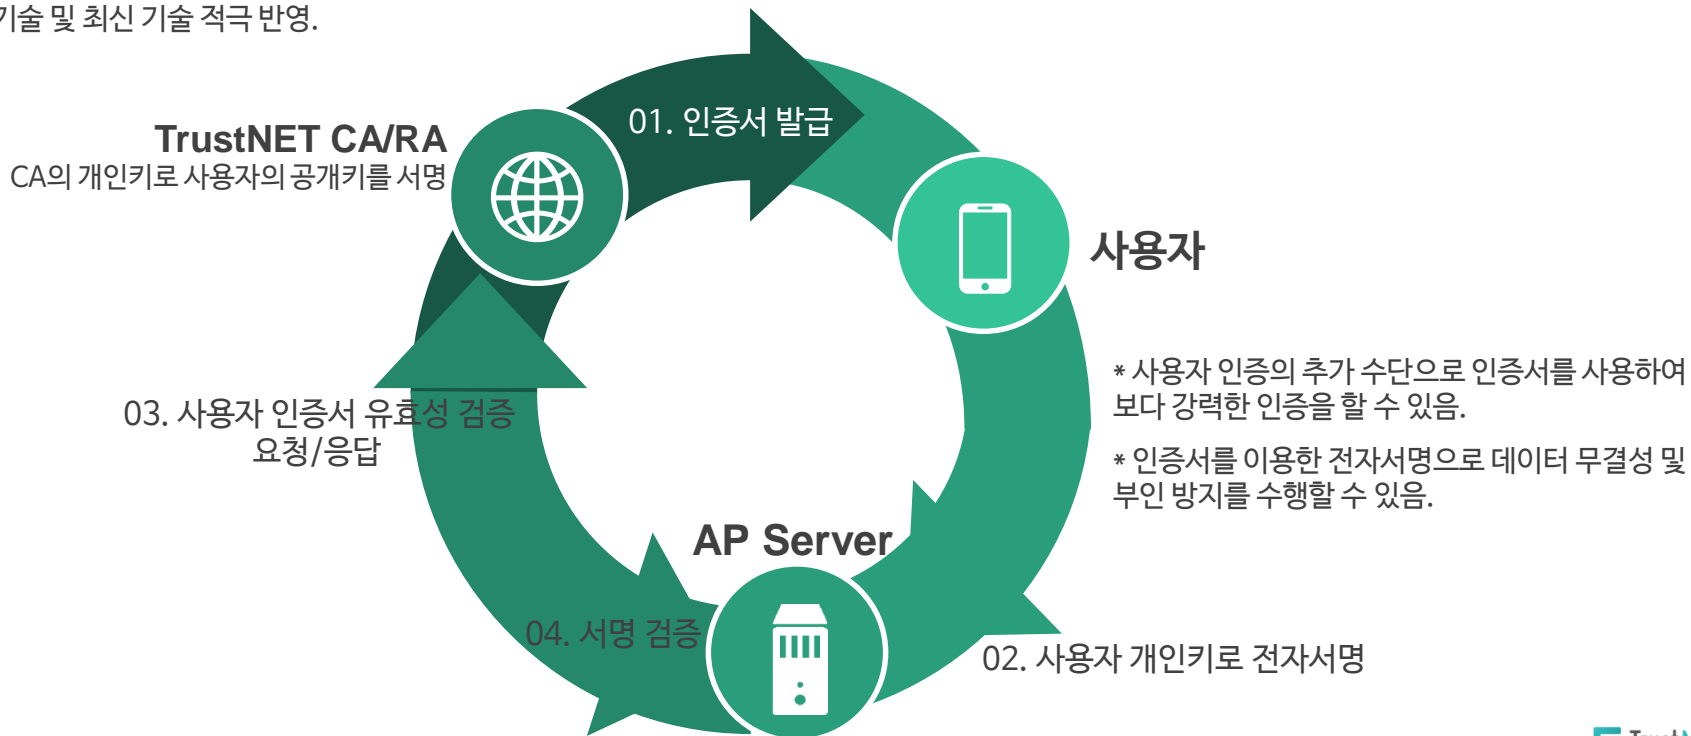 기술 및 최신 기술 적극 반영.
01. 인증서 발급
TrustNET CA/RA
CA의 개인키로 사용자의 공개키를 서명
사용자
* 사용자 인증의 추가 수단으로 인증서를 사용하여
보다 강력한 인증을 할 수 있음.
* 인증서를 이용한 전자서명으로 데이터 무결성 및
부인 방지를 수행할 수 있음.
03. 사용자 인증서 유효성 검증
요청/응답
AP Server
04. 서명 검증
02. 사용자 개인키로 전자서명